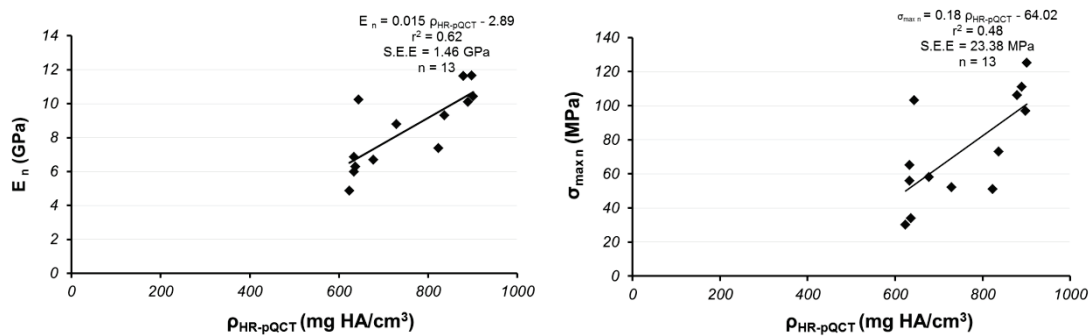 E n = 0.015 ρHR-pQCT - 2.89
r² = 0.62
S.E.E = 1.46 GPa
n = 13
14
12
10
8
6
4
2
0
E n (GPa)
0 200 400 600 800 1000
ρHR-pQCT (mg HA/cm³)
σmax n = 0.18 ρHR-pQCT - 64.02
r² = 0.48
S.E.E = 23.38 MPa
n = 13
140
120
100
80
60
40
20
0
σmax n (MPa)
0 200 400 600 800 1000
ρHR-pQCT (mg HA/cm³)